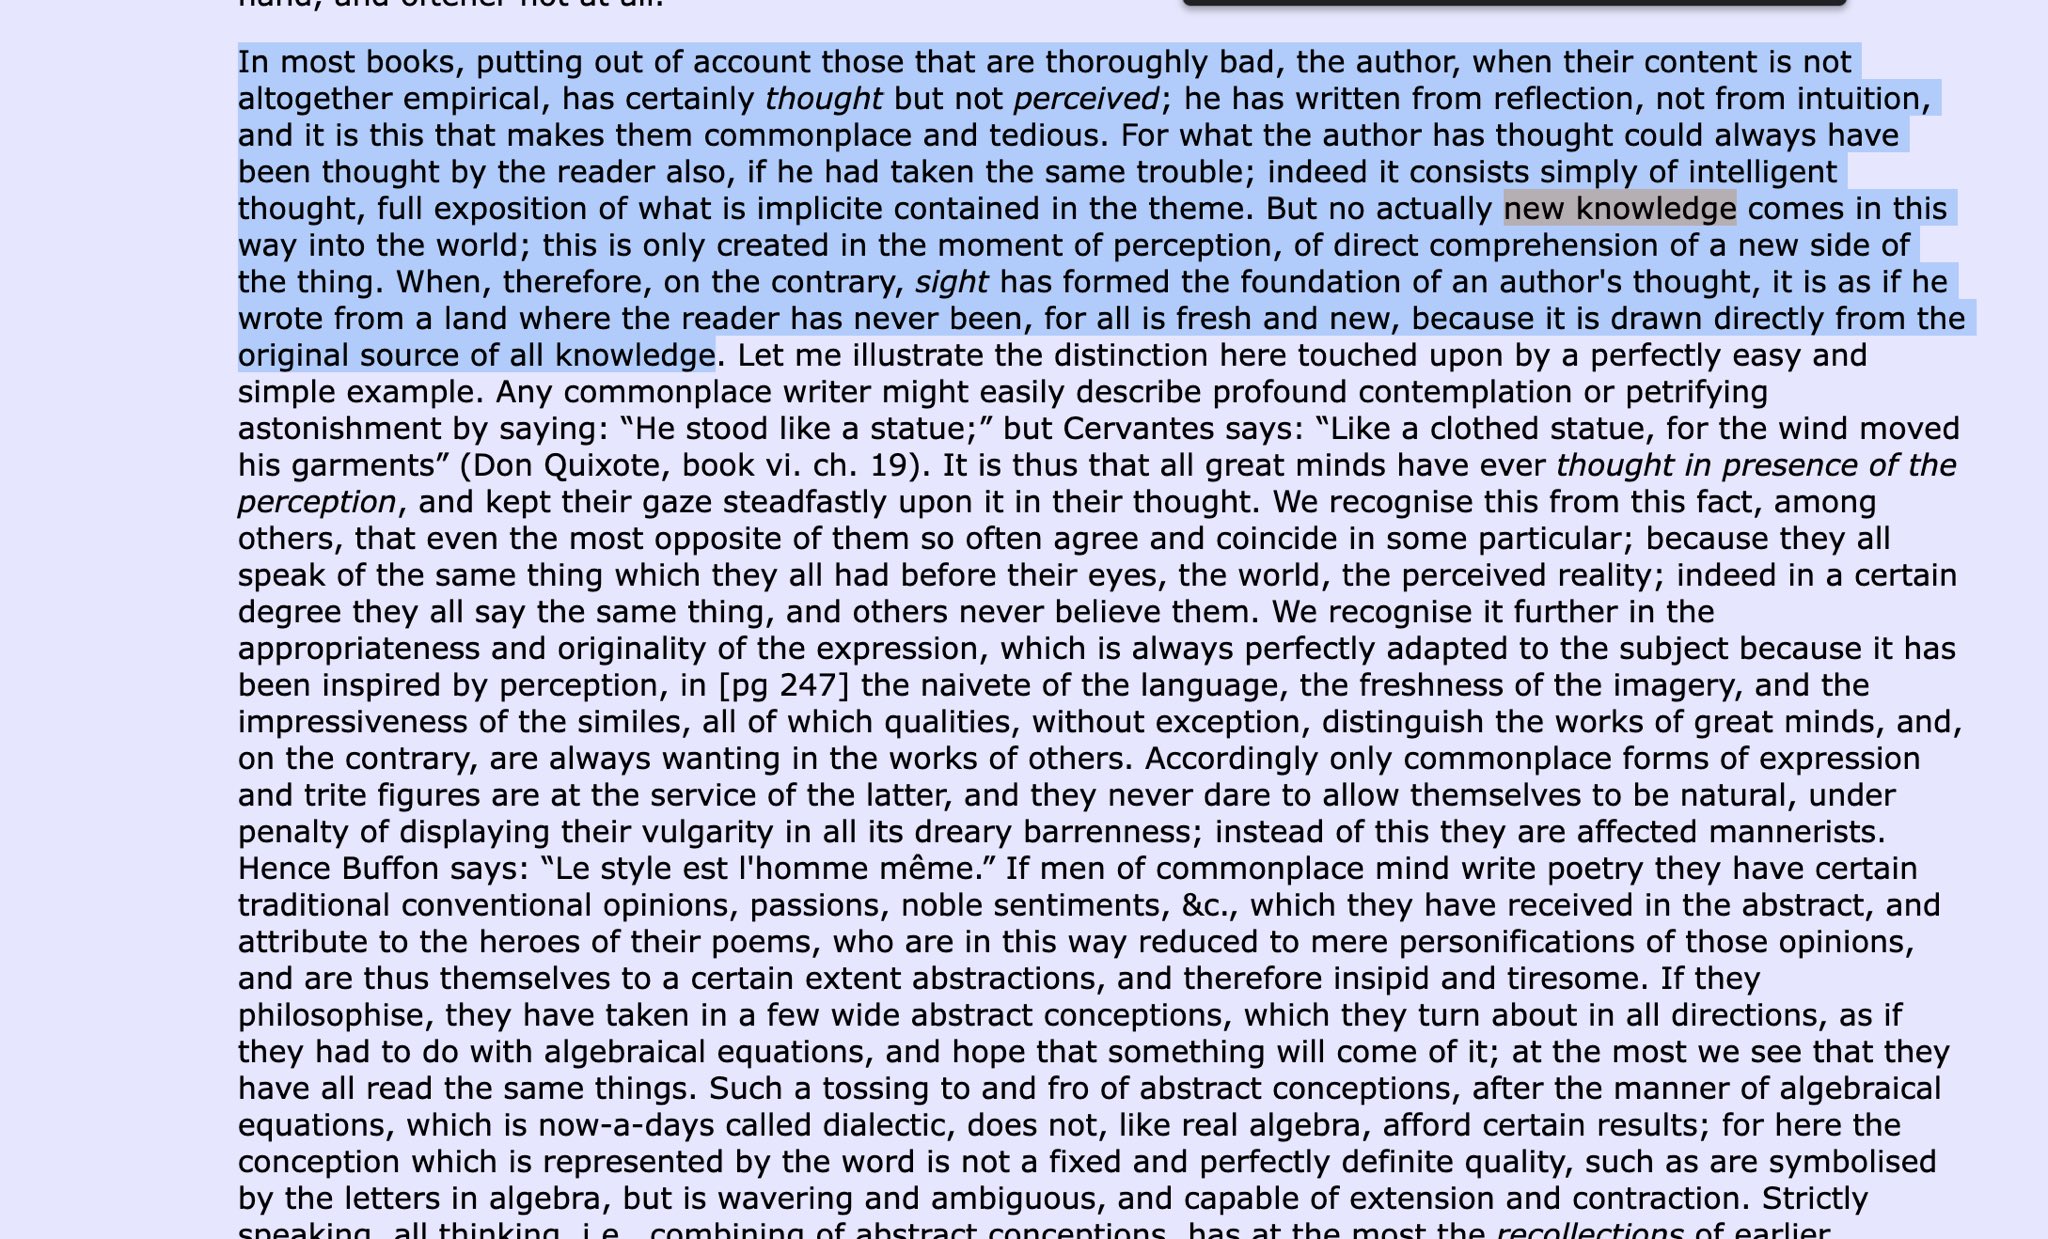 hand, and oftener not at all.
In most books, putting out of account those that are thoroughly bad, the author, when their content is not
altogether empirical, has certainly thought but not perceived; he has written from reflection, not from intuition,
and it is this that makes them commonplace and tedious. For what the author has thought could always have
been thought by the reader also, if he had taken the same trouble; indeed it consists simply of intelligent
thought, full exposition of what is implicite contained in the theme. But no actually new knowledge comes in this
way into the world; this is only created in the moment of perception, of direct comprehension of a new side of
the thing. When, therefore, on the contrary, sight has formed the foundation of an author's thought, it is as if he
wrote from a land where the reader has never been, for all is fresh and new, because it is drawn directly from the
original source of all knowledge. Let me illustrate the distinction here touched upon by a perfectly easy and
simple example. Any commonplace writer might easily describe profound contemplation or petrifying
astonishment by saying: “He stood like a statue;” but Cervantes says: “Like a clothed statue, for the wind moved
his garments” (Don Quixote, book vi. ch. 19). It is thus that all great minds have ever thought in presence of the
perception, and kept their gaze steadfastly upon it in their thought. We recognise this from this fact, among
others, that even the most opposite of them so often agree and coincide in some particular; because they all
speak of the same thing which they all had before their eyes, the world, the perceived reality; indeed in a certain
degree they all say the same thing, and others never believe them. We recognise it further in the
appropriateness and originality of the expression, which is always perfectly adapted to the subject because it has
been inspired by perception, in [pg 247] the naivete of the language, the freshness of the imagery, and the
impressiveness of the similes, all of which qualities, without exception, distinguish the works of great minds, and,
on the contrary, are always wanting in the works of others. Accordingly only commonplace forms of expression
and trite figures are at the service of the latter, and they never dare to allow themselves to be natural, under
penalty of displaying their vulgarity in all its dreary barrenness; instead of this they are affected mannerists.
Hence Buffon says: “Le style est l'homme même.” If men of commonplace mind write poetry they have certain
traditional conventional opinions, passions, noble sentiments, &c., which they have received in the abstract, and
attribute to the heroes of their poems, who are in this way reduced to mere personifications of those opinions,
and are thus themselves to a certain extent abstractions, and therefore insipid and tiresome. If they
philosophise, they have taken in a few wide abstract conceptions, which they turn about in all directions, as if
they had to do with algebraical equations, and hope that something will come of it; at the most we see that they
have all read the same things. Such a tossing to and fro of abstract conceptions, after the manner of algebraical
equations, which is now-a-days called dialectic, does not, like real algebra, afford certain results; for here the
conception which is represented by the word is not a fixed and perfectly definite quality, such as are symbolised
by the letters in algebra, but is wavering and ambiguous, and capable of extension and contraction. Strictly
speaking, all thinking, i.e., combining of abstract conceptions, has at the most the recollections of earlier